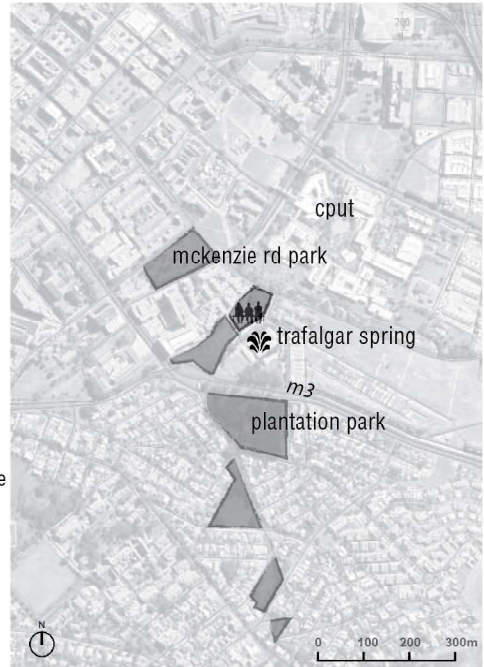 cput
mckenzie rd park
trafalgar spring
m3
plantation park
e
N
0 100 200 300m